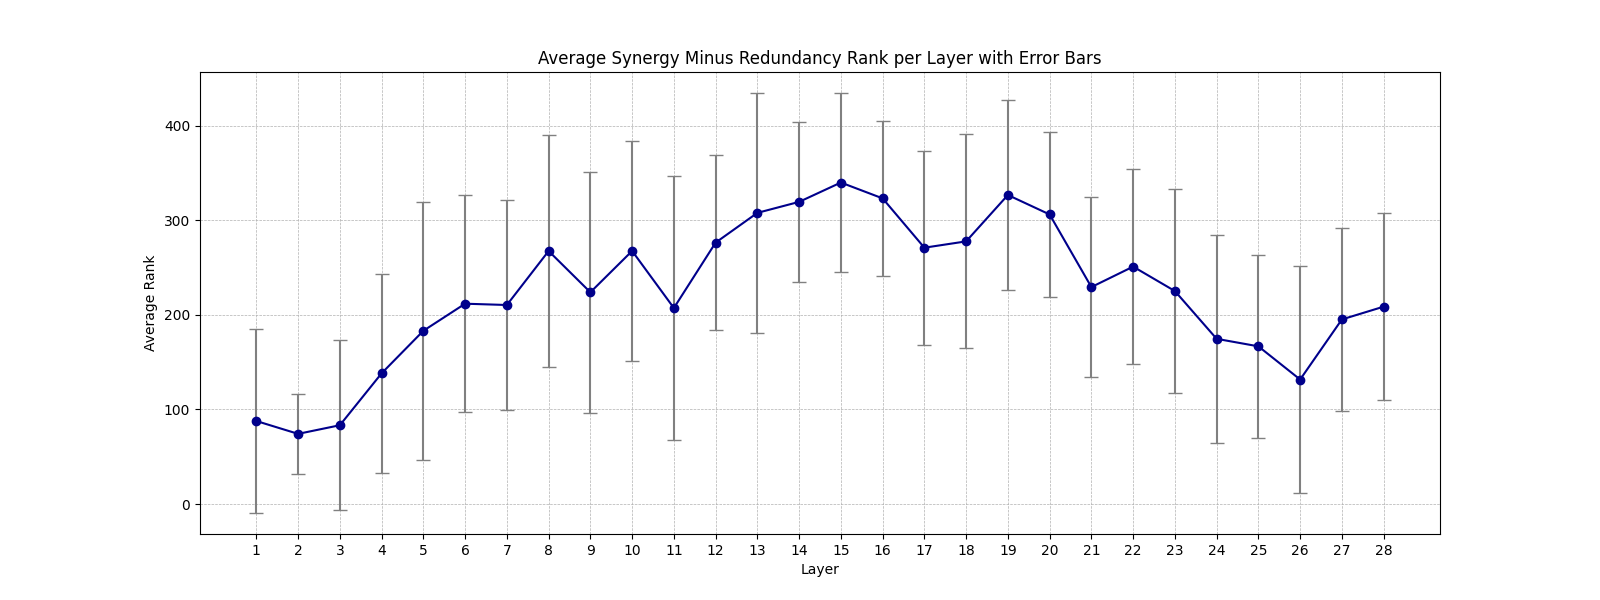 Average Synergy Minus Redundancy Rank per Layer with Error Bars
Average Rank
400
300
200
100
0
1 2 3 4 5 6 7 8 9 10 11 12 13 14 15 16 17 18 19 20 21 22 23 24 25 26 27 28
Layer